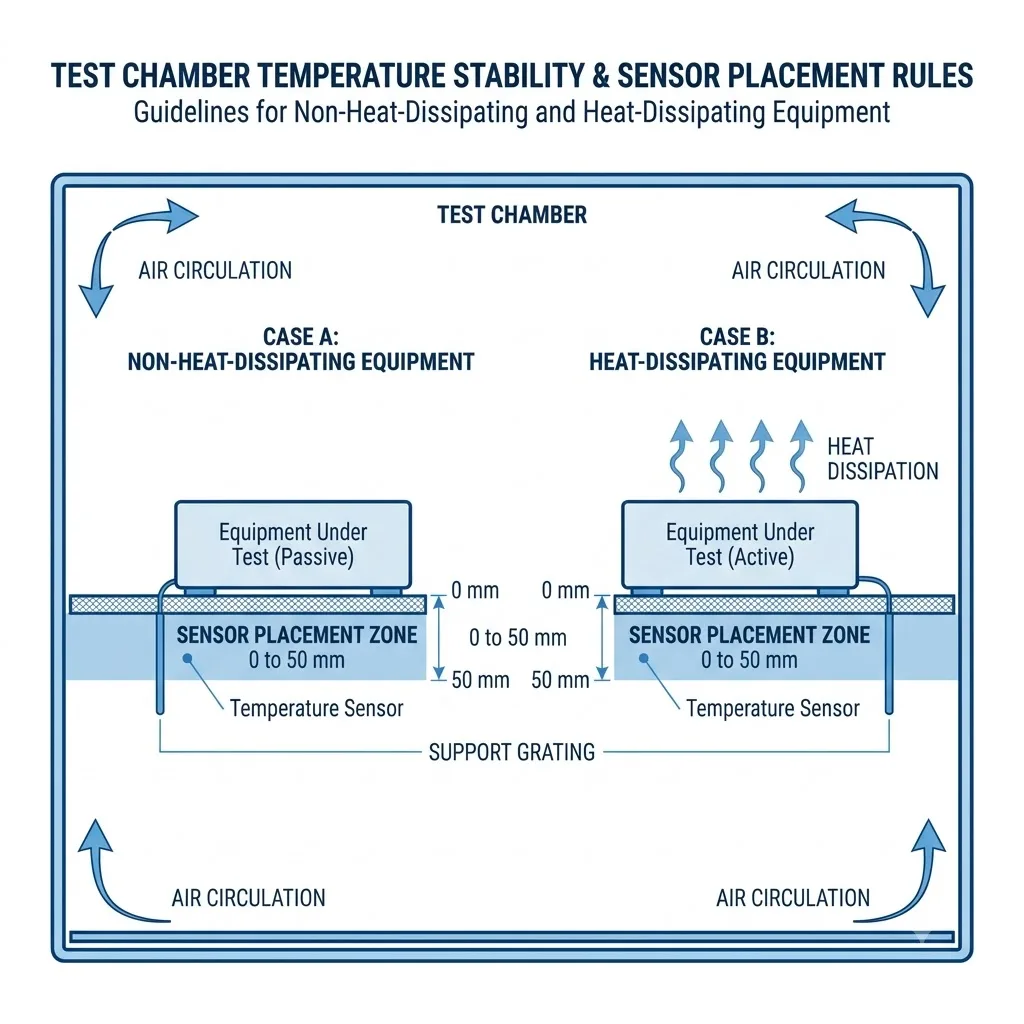 TEST CHAMBER TEMPERATURE STABILITY & SENSOR PLACEMENT RULES
Guidelines for Non-Heat-Dissipating and Heat-Dissipating Equipment
TEST CHAMBER
AIR CIRCULATION
AIR CIRCULATION
CASE A:
NON-HEAT-DISSIPATING EQUIPMENT
CASE B:
HEAT-DISSIPATING EQUIPMENT
HEAT
DISSIPATION
Equipment Under
Test (Passive)
Equipment Under
Test (Active)
0 mm
0 mm
SENSOR PLACEMENT ZONE
0 to 50 mm
0 to 50 mm
SENSOR PLACEMENT ZONE
0 to 50 mm
50 mm
50 mm
Temperature Sensor
Temperature Sensor
SUPPORT GRATING
AIR CIRCULATION
AIR CIRCULATION